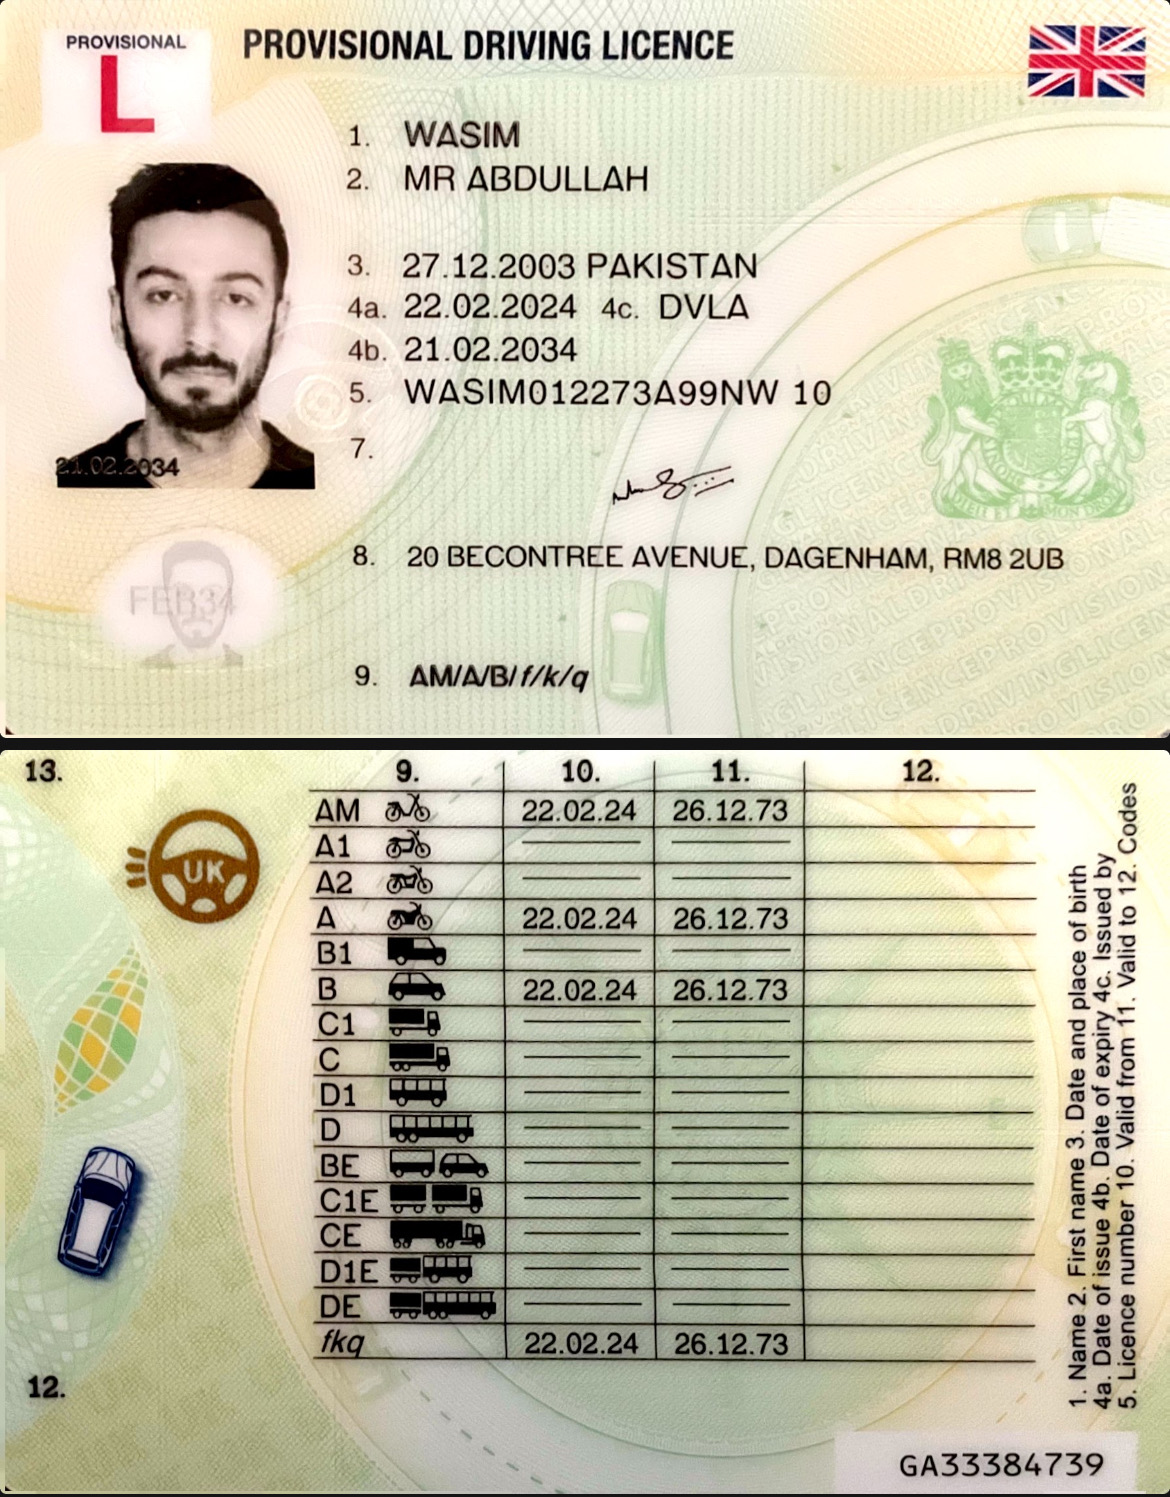 PROVISIONAL
L
PROVISIONAL DRIVING LICENCE
1. WASIM
2. MR ABDULLAH
3. 27.12.2003 PAKISTAN
4a. 22.02.2024 4c. DVLA
4b. 21.02.2034
5. WASIM012273A99NW 10
7.
21.02.2034
8. 20 BECONTREE AVENUE, DAGENHAM, RM8 2UB
FEB34
9. AM/A/B/f/k/q
13.
9. 10. 11. 12.
UK
AM 22.02.24 26.12.73
A1
A2
A 22.02.24 26.12.73
B1
B 22.02.24 26.12.73
C1
C
D1
D
BE
C1E
CE
D1E
DE
fkq 22.02.24 26.12.73
12.
1. Name 2. First name 3. Date and place of birth
4a. Date of issue 4b. Date of expiry 4c. Issued by
5. Licence number 10. Valid from 11. Valid to 12. Codes
GA33384739